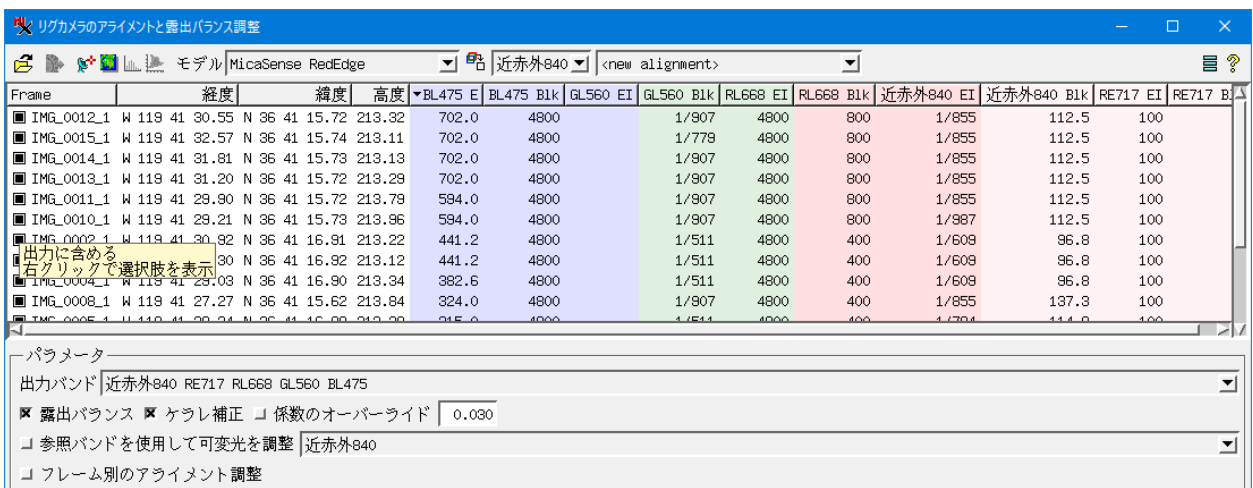 リグカメラのアライメントと露出バランス調整
モデル MicaSense RedEdge 近赤外840 <new alignment>
Frame 経度 緯度 高度 BL475 E BL475 Blk GL560 EI GL560 Blk RL668 EI RL668 Blk 近赤外840 EI 近赤外840 Blk RE717 EI RE717 Bl
IMG_0012_1 W 119 41 30.55 N 36 41 15.72 213.32 702.0 4800 1/907 4800 800 1/855 112.5 100
IMG_0015_1 W 119 41 32.57 N 36 41 15.74 213.11 702.0 4800 1/779 4800 800 1/855 112.5 100
IMG_0014_1 W 119 41 31.81 N 36 41 15.73 213.13 702.0 4800 1/907 4800 800 1/855 112.5 100
IMG_0013_1 W 119 41 31.20 N 36 41 15.72 213.29 702.0 4800 1/907 4800 800 1/855 112.5 100
IMG_0011_1 W 119 41 29.90 N 36 41 15.72 213.79 594.0 4800 1/907 4800 800 1/855 112.5 100
IMG_0010_1 W 119 41 29.21 N 36 41 15.73 213.96 594.0 4800 1/907 4800 800 1/987 112.5 100
IMG_0002_1 W 119 41 30.92 N 36 41 16.91 213.22 441.2 4800 1/511 4800 400 1/609 96.8 100
出力に含める
30 N 36 41 16.92 213.12 441.2 4800 1/511 4800 400 1/609 96.8 100
右クリックで選択肢を表示
IMG_0004_1 W 119 41 29.03 N 36 41 16.90 213.34 382.6 4800 1/511 4800 400 1/609 96.8 100
IMG_0008_1 W 119 41 27.27 N 36 41 15.62 213.84 324.0 4800 1/907 4800 400 1/855 137.3 100
パラメータ
出力バンド 近赤外840 RE717 RL668 GL560 BL475
露出バランス ケラレ補正 係数のオーバーライド 0.030
参照バンドを使用して可変光を調整 近赤外840
フレーム別のアライメント調整